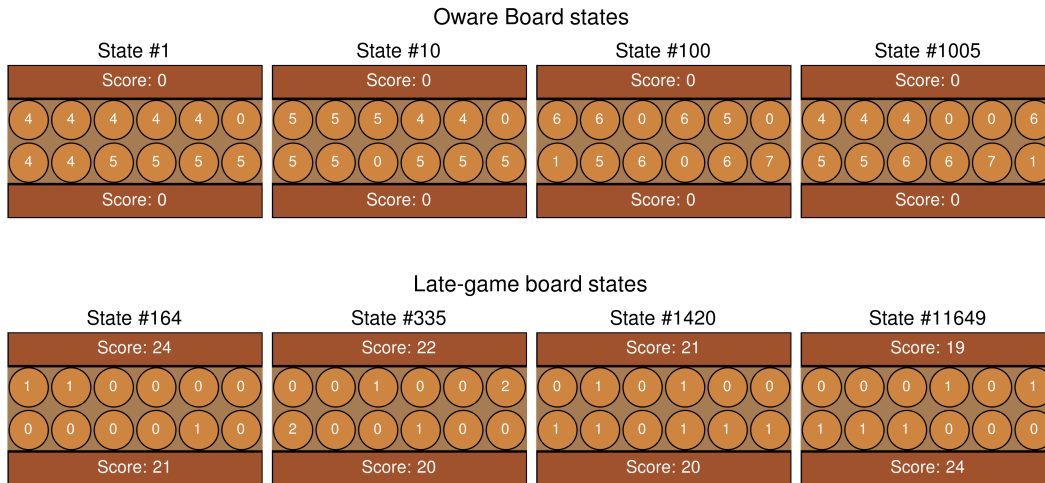 Oware Board states
State #1 State #10 State #100 State #1005
Score: 0 Score: 0 Score: 0 Score: 0
4 4 4 4 4 0 5 5 5 4 4 0 6 6 0 6 5 0 4 4 4 0 0 6
4 4 5 5 5 5 5 5 0 5 5 5 1 5 6 0 6 7 5 5 6 6 7 1
Score: 0 Score: 0 Score: 0 Score: 0
Late-game board states
State #164 State #335 State #1420 State #11649
Score: 24 Score: 22 Score: 21 Score: 19
1 1 0 0 0 0 0 0 1 0 0 2 0 1 0 1 0 0 0 0 0 1 0 1
0 0 0 0 1 0 2 0 0 1 0 0 1 1 0 1 1 1 1 1 1 0 0 0
Score: 21 Score: 20 Score: 20 Score: 24